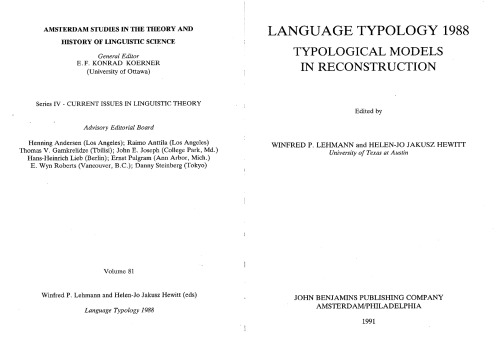 AMSTERDAM STUDIES IN THE THEORY AND
HISTORY OF LINGUISTIC SCIENCE
General Editor
E.F. KONRAD KOERNER
(University of Ottawa)
Series IV - CURRENT ISSUES IN LINGUISTIC THEORY
Advisory Editorial Board
Henning Andersen (Los Angeles); Raimo Anttila (Los Angeles)
Thomas V. Gamkrelidze (Tbilisi); John E. Joseph (College Park, Md.)
Hans-Heinrich Lieb (Berlin); Ernst Pulgram (Ann Arbor, Mich.)
E. Wyn Roberts (Vancouver, B.C.); Danny Steinberg (Tokyo)
Volume 81
Winfred P. Lehmann and Helen-Jo Jakusz Hewitt (eds)
Language Typology 1988
LANGUAGE TYPOLOGY 1988
TYPOLOGICAL MODELS
IN RECONSTRUCTION
Edited by
WINFRED P. LEHMANN and HELEN-JO JAKUSZ HEWITT
University of Texas at Austin
JOHN BENJAMINS PUBLISHING COMPANY
AMSTERDAM/PHILADELPHIA
1991